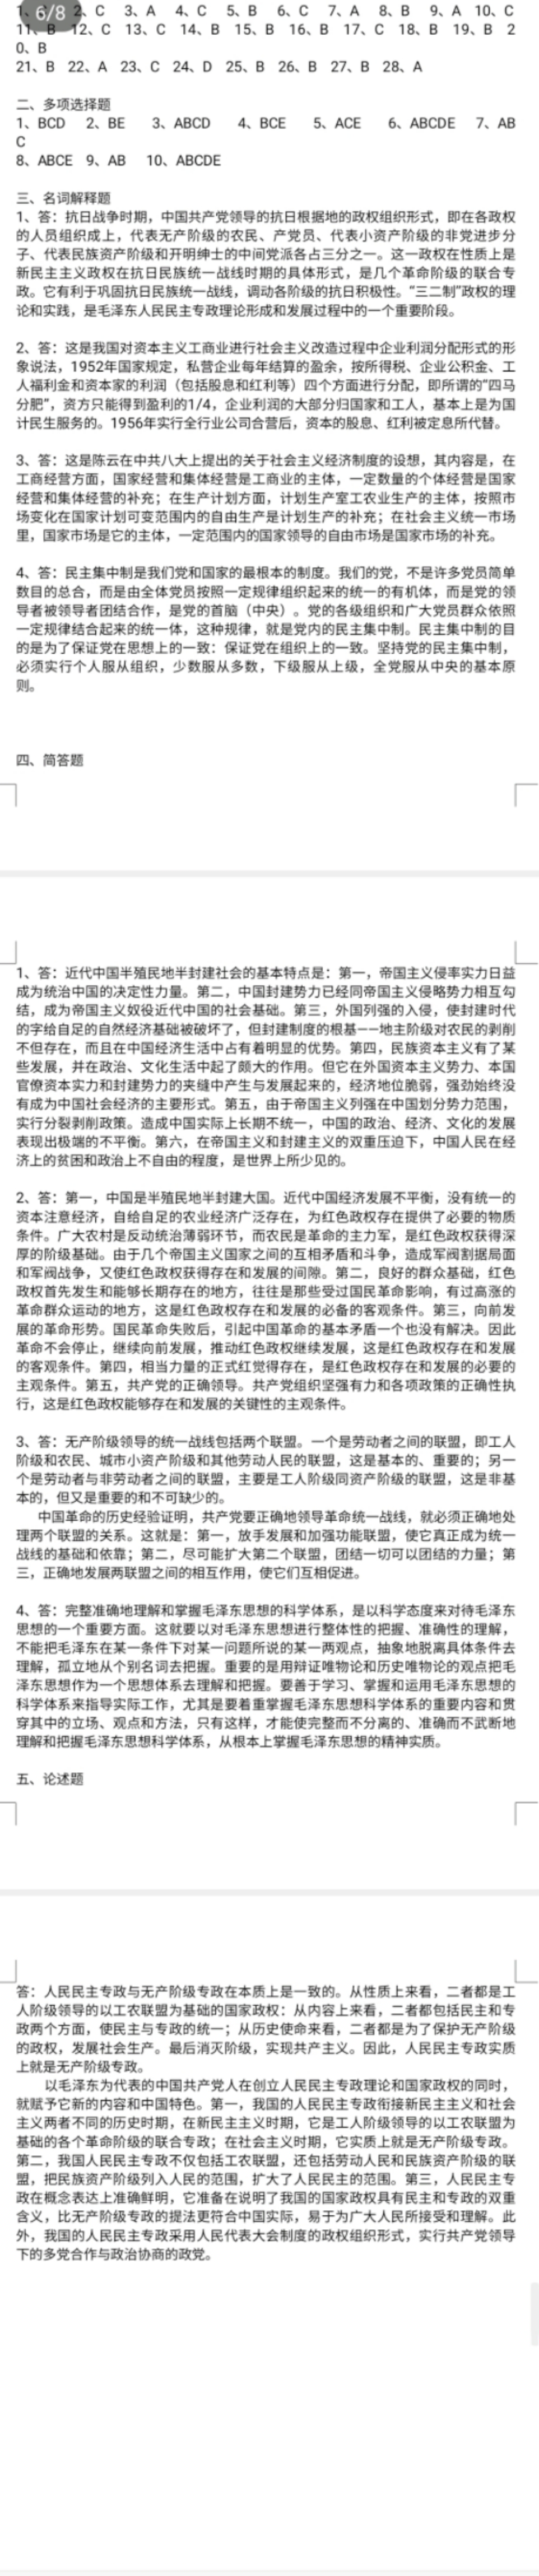 6/8
2、C 3、A 4、C 5、B 6、C 7、A 8、B 9、A 10、C
11、B 12、C 13、C 14、B 15、B 16、B 17、C 18、B 19、B 2
0、B
21、B 22、A 23、C 24、D 25、B 26、B 27、B 28、A
二、多项选择题
1、BCD 2、BE 3、ABCD 4、BCE 5、ACE 6、ABCDE 7、AB
C
8、ABCE 9、AB 10、ABCDE
三、名词解释题
1、答：抗日战争时期，中国共产党领导的抗日根据地的政权组织形式，即在各政权
的人员组织成上，代表无产阶级的农民、产党员、代表小资产阶级的非党进步分
子、代表民族资产阶级和开明绅士的中间党派各占三分之一。这一政权在性质上是
新民主主义政权在抗日民族统一战线时期的具体形式，是几个革命阶级的联合专
政。它有利于巩固抗日民族统一战线，调动各阶级的抗日积极性。“三二制”政权的理
论和实践，是毛泽东人民民主专政理论形成和发展过程中的一个重要阶段。
2、答：这是我国对资本主义工商业进行社会主义改造过程中企业利润分配形式的形
象说法，1952年国家规定，私营企业每年结算的盈余，按所得税、企业公积金、工
人福利金和资本家的利润（包括股息和红利等）四个方面进行分配，即所谓的“四马
分肥”，资方只能得到盈利的1/4，企业利润的大部分归国家和工人，基本上是为国
计民生服务的。1956年实行全行业公司合营后，资本的股息、红利被定息所代替。
3、答：这是陈云在中共八大上提出的关于社会主义经济制度的设想，其内容是，在
工商经营方面，国家经营和集体经营是工商业的主体，一定数量的个体经营是国家
经营和集体经营的补充；在生产计划方面，计划生产室工农业生产的主体，按照市
场变化在国家计划可变范围内的自由生产是计划生产的补充；在社会主义统一市场
里，国家市场是它的主体，一定范围内的国家领导的自由市场是国家市场的补充。
4、答：民主集中制是我们党和国家的最根本的制度。我们的党，不是许多党员简单
数目的总合，而是由全体党员按照一定规律组织起来的统一的有机体，而是党的领
导者被领导者团结合作，是党的首脑（中央）。党的各级组织和广大党员群众依照
一定规律结合起来的统一体，这种规律，就是党内的民主集中制。民主集中制的目
的是为了保证党在思想上的一致：保证党在组织上的一致。坚持党的民主集中制，
必须实行个人服从组织，少数服从多数，下级服从上级，全党服从中央的基本原
则。
四、简答题
1、答：近代中国半殖民地半封建社会的基本特点是：第一，帝国主义侵率实力日益
成为统治中国的决定性力量。第二，中国封建势力已经同帝国主义侵略势力相互勾
结，成为帝国主义奴役近代中国的社会基础。第三，外国列强的入侵，使封建时代
的字给自足的自然经济基础被破坏了，但封建制度的根基——地主阶级对农民的剥削
不但存在，而且在中国经济生活中占有着明显的优势。第四，民族资本主义有了某
些发展，并在政治、文化生活中起了颇大的作用。但它在外国资本主义势力、本国
官僚资本实力和封建势力的夹缝中产生与发展起来的，经济地位脆弱，强劲始终没
有成为中国社会经济的主要形式。第五，由于帝国主义列强在中国划分势力范围，
实行分裂剥削政策。造成中国实际上长期不统一，中国的政治、经济、文化的发展
表现出极端的不平衡。第六，在帝国主义和封建主义的双重压迫下，中国人民在经
济上的贫困和政治上不自由的程度，是世界上所少见的。
2、答：第一，中国是半殖民地半封建大国。近代中国经济发展不平衡，没有统一的
资本注意经济，自给自足的农业经济广泛存在，为红色政权存在提供了必要的物质
条件。广大农村是反动统治薄弱环节，而农民是革命的主力军，是红色政权获得深
厚的阶级基础。由于几个帝国主义国家之间的互相矛盾和斗争，造成军阀割据局面
和军阀战争，又使红色政权获得存在和发展的间隙。第二，良好的群众基础，红色
政权首先发生和能够长期存在的地方，往往是那些受过国民革命影响，有过高涨的
革命群众运动的地方，这是红色政权存在和发展的必备的客观条件。第三，向前发
展的革命形势。国民革命失败后，引起中国革命的基本矛盾一个也没有解决。因此
革命不会停止，继续向前发展，推动红色政权继续发展，这是红色政权存在和发展
的客观条件。第四，相当力量的正式红觉得存在，是红色政权存在和发展的必要的
主观条件。第五，共产党的正确领导。共产党组织坚强有力和各项政策的正确性执
行，这是红色政权能够存在和发展的关键性的主观条件。
3、答：无产阶级领导的统一战线包括两个联盟。一个是劳动者之间的联盟，即工人
阶级和农民、城市小资产阶级和其他劳动人民的联盟，这是基本的、重要的；另一
个是劳动者与非劳动者之间的联盟，主要是工人阶级同资产阶级的联盟，这是非基
本的，但又是重要的和不可缺少的。
中国革命的历史经验证明，共产党要正确地领导革命统一战线，就必须正确地处
理两个联盟的关系。这就是：第一，放手发展和加强功能联盟，使它真正成为统一
战线的基础和依靠；第二，尽可能扩大第二个联盟，团结一切可以团结的力量；第
三，正确地发展两联盟之间的相互作用，使它们互相促进。
4、答：完整准确地理解和掌握毛泽东思想的科学体系，是以科学态度来对待毛泽东
思想的一个重要方面。这就要以对毛泽东思想进行整体性的把握、准确性的理解，
不能把毛泽东在某一条件下对某一问题所说的某一两观点，抽象地脱离具体条件去
理解，孤立地从个别名词去把握。重要的是用辩证唯物论和历史唯物论的观点把毛
泽东思想作为一个思想体系去理解和把握。要善于学习、掌握和运用毛泽东思想的
科学体系来指导实际工作，尤其是要着重掌握毛泽东思想科学体系的重要内容和贯
穿其中的立场、观点和方法，只有这样，才能使完整而不分离的、准确而不武断地
理解和把握毛泽东思想科学体系，从根本上掌握毛泽东思想的精神实质。
五、论述题
答：人民民主专政与无产阶级专政在本质上是一致的。从性质上来看，二者都是工
人阶级领导的以工农联盟为基础的国家政权：从内容上来看，二者都包括民主和专
政两个方面，使民主与专政的统一；从历史使命来看，二者都是为了保护无产阶级
的政权，发展社会生产。最后消灭阶级，实现共产主义。因此，人民民主专政实质
上就是无产阶级专政。
以毛泽东为代表的中国共产党人在创立人民民主专政理论和国家政权的同时，
就赋予它新的内容和中国特色。第一，我国的人民民主专政衔接新民主主义和社会
主义两者不同的历史时期，在新民主主义时期，它是工人阶级领导的以工农联盟为
基础的各个革命阶级的联合专政；在社会主义时期，它实质上就是无产阶级专政。
第二，我国人民民主专政不仅包括工农联盟，还包括劳动人民和民族资产阶级的联
盟，把民族资产阶级列入人民的范围，扩大了人民民主的范围。第三，人民民主专
政在概念表达上准确鲜明，它准备在说明了我国的国家政权具有民主和专政的双重
含义，比无产阶级专政的提法更符合中国实际，易于为广大人民所接受和理解。此
外，我国的人民民主专政采用人民代表大会制度的政权组织形式，实行共产党领导
下的多党合作与政治协商的政党。